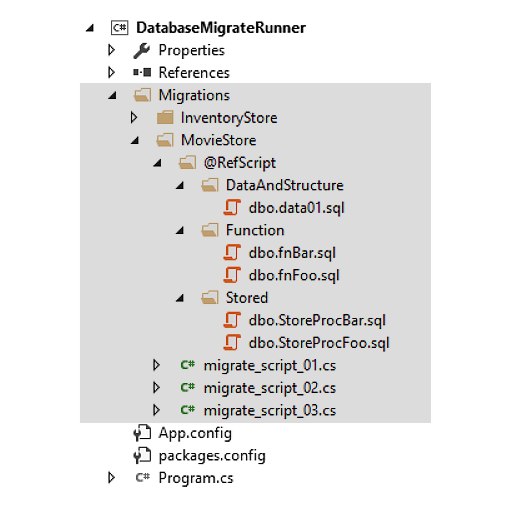 C# DatabaseMigrateRunner
Properties
References
Migrations
InventoryStore
MovieStore
@RefScript
DataAndStructure
dbo.data01.sql
Function
dbo.fnBar.sql
dbo.fnFoo.sql
Stored
dbo.StoreProcBar.sql
dbo.StoreProcFoo.sql
C# migrate_script_01.cs
C# migrate_script_02.cs
C# migrate_script_03.cs
App.config
packages.config
C# Program.cs